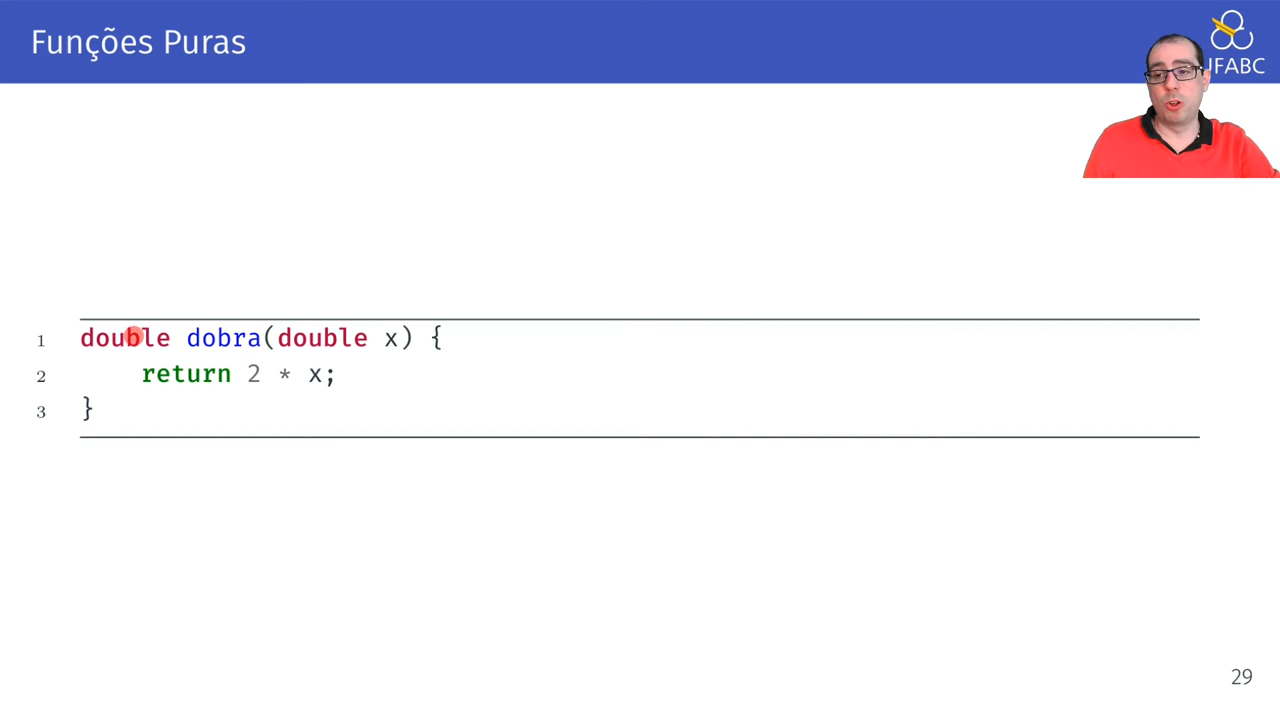 Funções Puras
UFABC
1 double dobra(double x) {
2 return 2 * x;
3 }
29